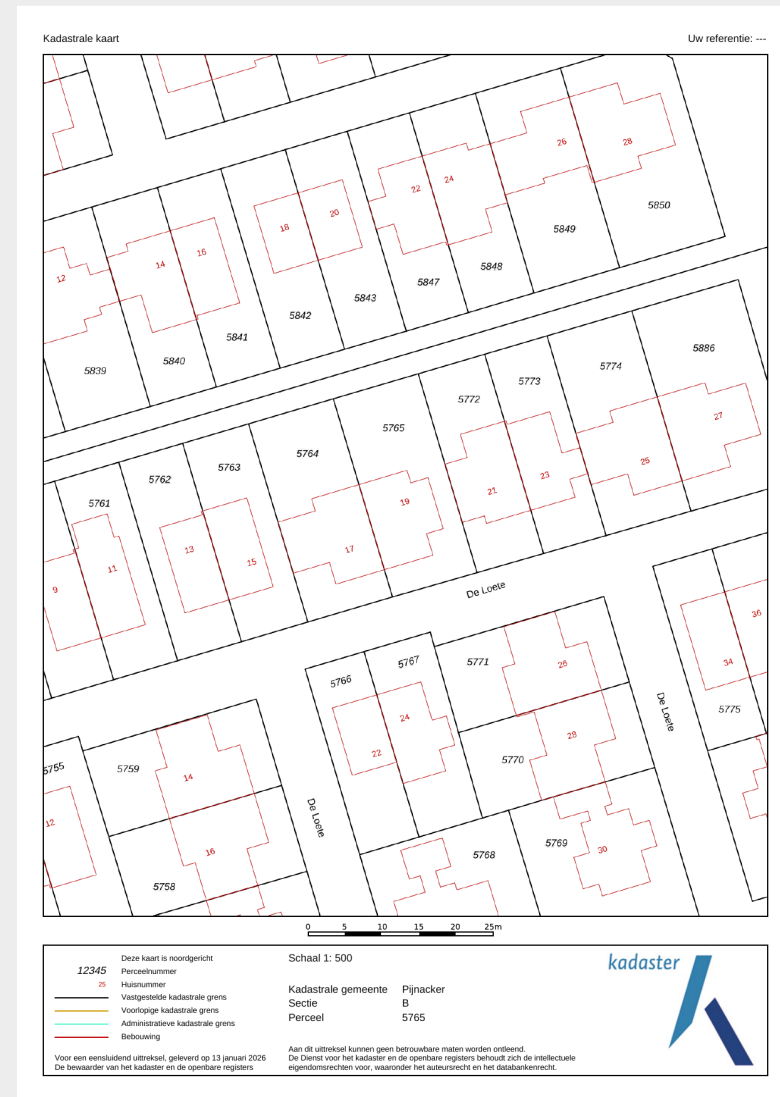 Kadastrale kaart
Uw referentie: ---
26
28
24
22
5850
20
18
5849
16
14
5848
12
5847
5843
5842
5841
5840
5839
5886
5774
5773
5772
27
5765
5764
25
5763
23
5762
21
19
5761
17
13
15
11
9
De Loete
36
5767
5771
26
34
5766
24
De Loete
5775
28
22
5770
5755
5759
14
De Loete
12
16
5769
30
5768
5758
0 5 10 15 20 25m
Deze kaart is noordgericht
12345 Perceelnummer
25 Huisnummer
Vastgestelde kadastrale grens
Voorlopige kadastrale grens
Administratieve kadastrale grens
Bebouwing
Voor een eensluidend uittreksel, geleverd op 13 januari 2026
De bewaarder van het kadaster en de openbare registers
Schaal 1: 500
Kadastrale gemeente Pijnacker
Sectie B
Perceel 5765
Aan dit uittreksel kunnen geen betrouwbare maten worden ontleend.
De Dienst voor het kadaster en de openbare registers behoudt zich de intellectuele
eigendomsrechten voor, waaronder het auteursrecht en het databankenrecht.
kadaster